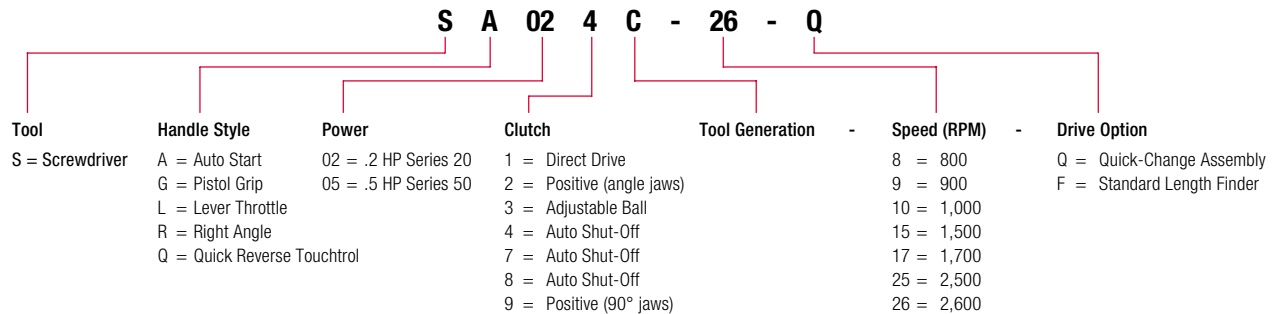 S A 02 4 C - 26 - Q
Tool
S = Screwdriver
Handle Style
A = Auto Start
G = Pistol Grip
L = Lever Throttle
R = Right Angle
Q = Quick Reverse Touchtrol
Power
02 = .2 HP Series 20
05 = .5 HP Series 50
Clutch
1 = Direct Drive
2 = Positive (angle jaws)
3 = Adjustable Ball
4 = Auto Shut-Off
7 = Auto Shut-Off
8 = Auto Shut-Off
9 = Positive (90° jaws)
Tool Generation
-
Speed (RPM)
8 = 800
9 = 900
10 = 1,000
15 = 1,500
17 = 1,700
25 = 2,500
26 = 2,600
-
Drive Option
Q = Quick-Change Assembly
F = Standard Length Finder